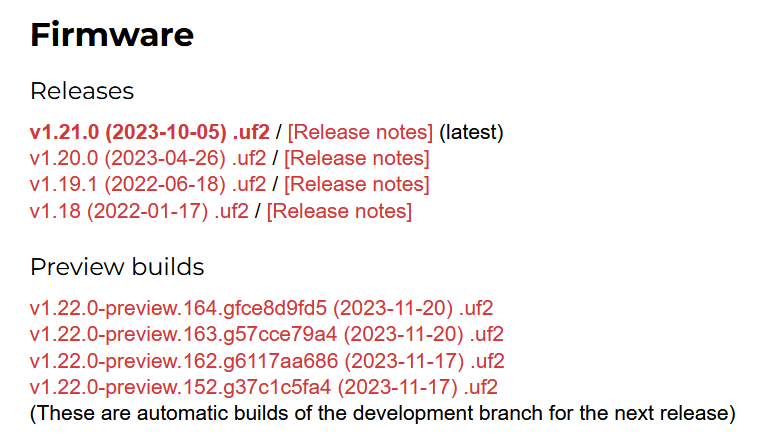 Firmware
Releases
v1.21.0 (2023-10-05) .uf2 / [Release notes] (latest)
v1.20.0 (2023-04-26) .uf2 / [Release notes]
v1.19.1 (2022-06-18) .uf2 / [Release notes]
v1.18 (2022-01-17) .uf2 / [Release notes]
Preview builds
v1.22.0-preview.164.gfce8d9fd5 (2023-11-20) .uf2
v1.22.0-preview.163.g57cce79a4 (2023-11-20) .uf2
v1.22.0-preview.162.g6117aa686 (2023-11-17) .uf2
v1.22.0-preview.152.g37c1c5fa4 (2023-11-17) .uf2
(These are automatic builds of the development branch for the next release)